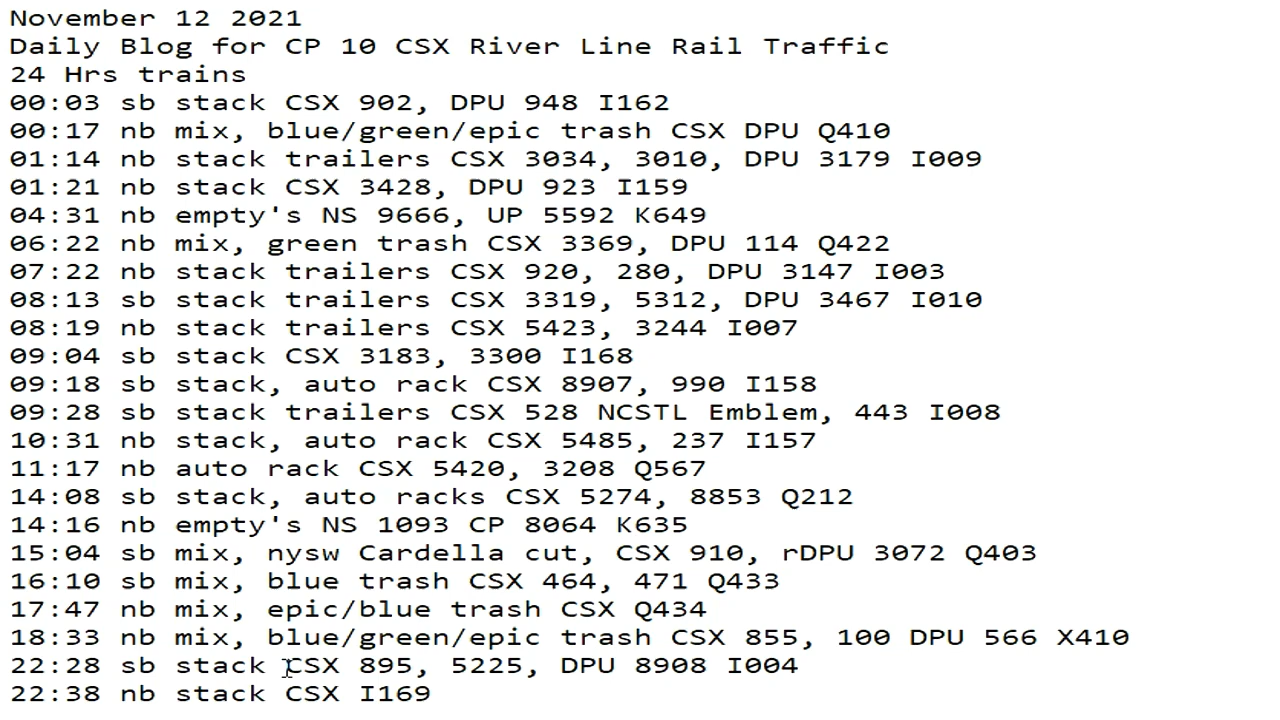 November 12 2021
Daily Blog for CP 10 CSX River Line Rail Traffic
24 Hrs trains
00:03 sb stack CSX 902, DPU 948 I162
00:17 nb mix, blue/green/epic trash CSX DPU Q410
01:14 nb stack trailers CSX 3034, 3010, DPU 3179 I009
01:21 nb stack CSX 3428, DPU 923 I159
04:31 nb empty's NS 9666, UP 5592 K649
06:22 nb mix, green trash CSX 3369, DPU 114 Q422
07:22 nb stack trailers CSX 920, 280, DPU 3147 I003
08:13 sb stack trailers CSX 3319, 5312, DPU 3467 I010
08:19 nb stack trailers CSX 5423, 3244 I007
09:04 sb stack CSX 3183, 3300 I168
09:18 sb stack, auto rack CSX 8907, 990 I158
09:28 sb stack trailers CSX 528 NCSTL Emblem, 443 I008
10:31 nb stack, auto rack CSX 5485, 237 I157
11:17 nb auto rack CSX 5420, 3208 Q567
14:08 sb stack, auto racks CSX 5274, 8853 Q212
14:16 nb empty's NS 1093 CP 8064 K635
15:04 sb mix, nysw Cardella cut, CSX 910, rDPU 3072 Q403
16:10 sb mix, blue trash CSX 464, 471 Q433
17:47 nb mix, epic/blue trash CSX Q434
18:33 nb mix, blue/green/epic trash CSX 855, 100 DPU 566 X410
22:28 sb stack CSX 895, 5225, DPU 8908 I004
22:38 nb stack CSX I169